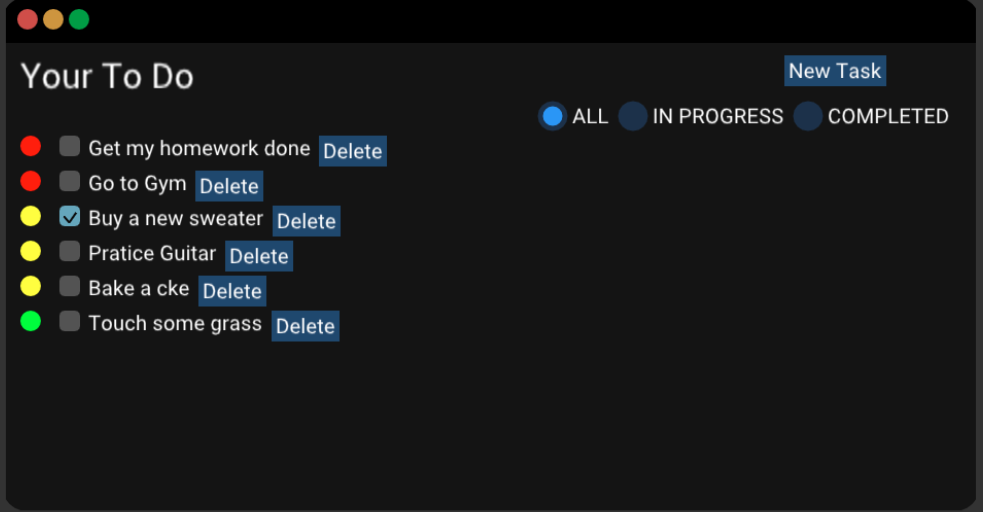 Your To Do
New Task
ALL IN PROGRESS COMPLETED
Get my homework done Delete
Go to Gym Delete
Buy a new sweater Delete
Pratice Guitar Delete
Bake a cke Delete
Touch some grass Delete